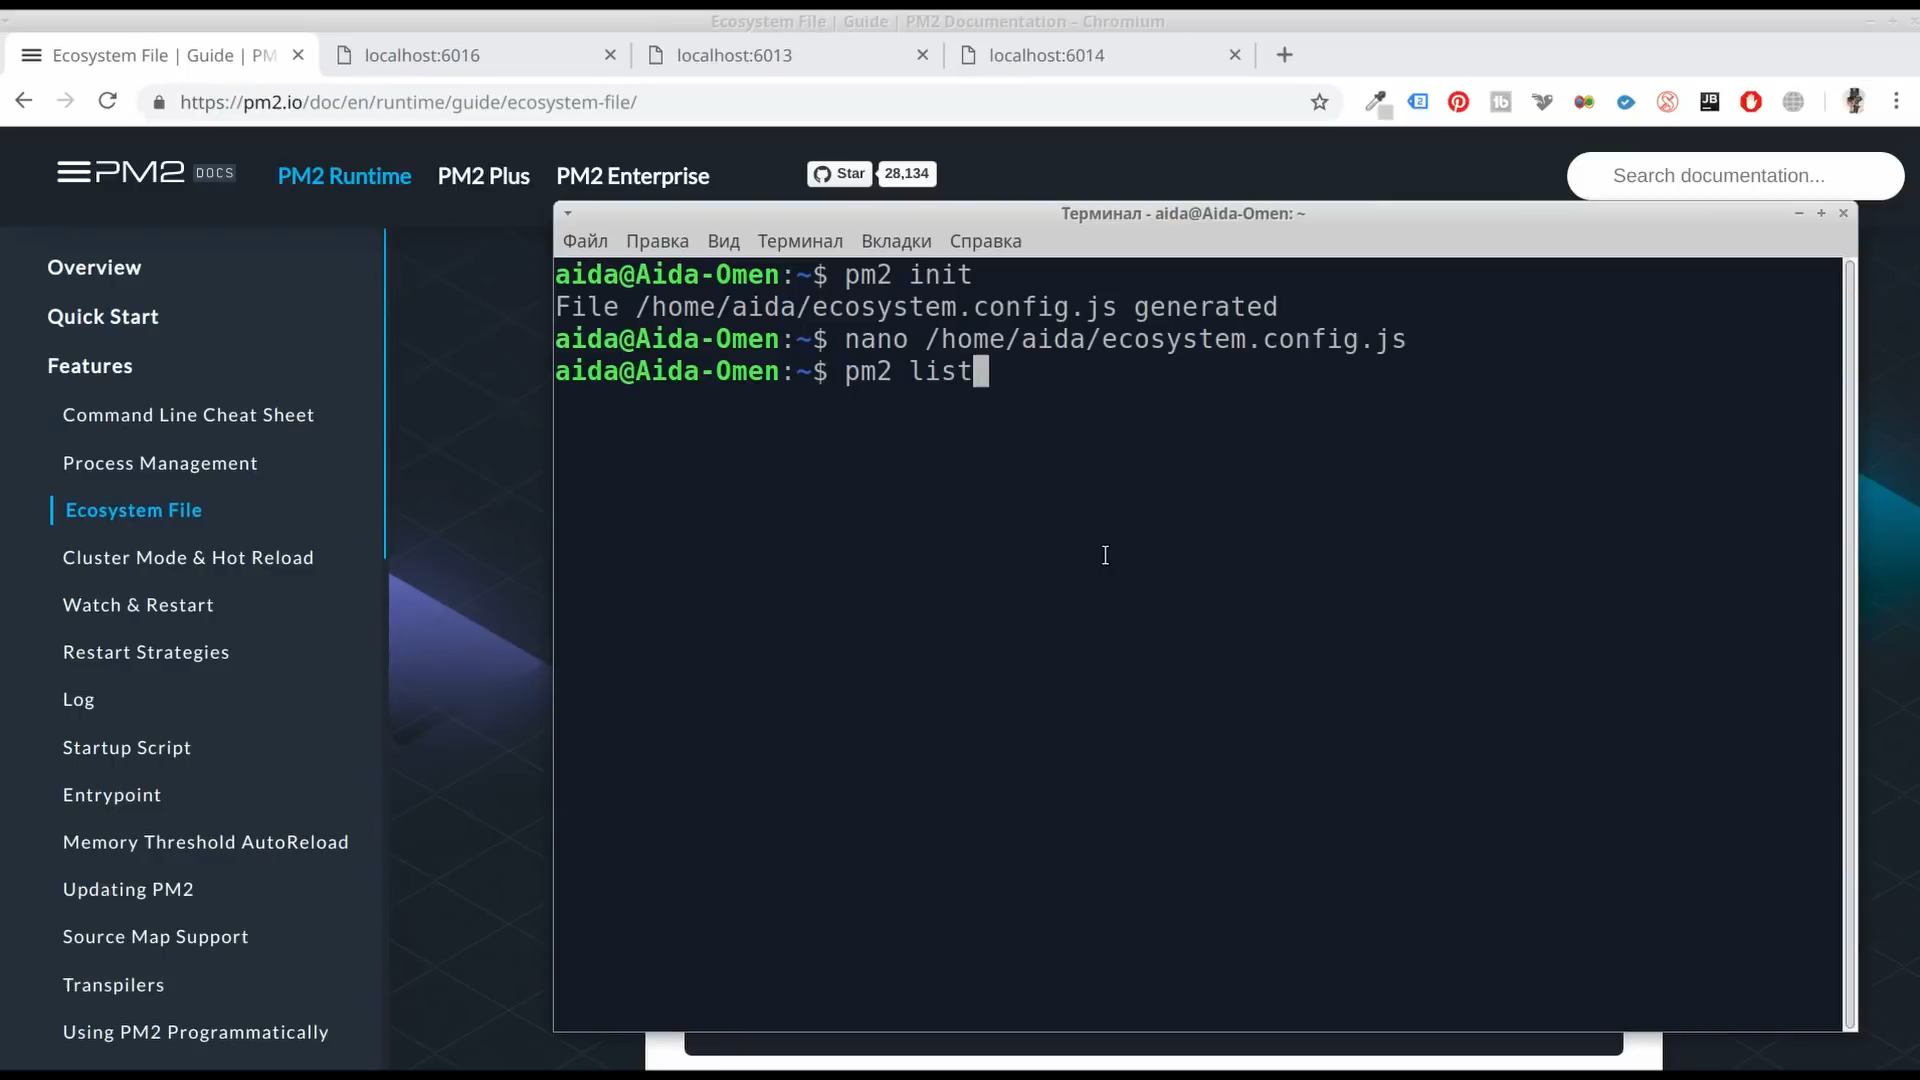 Ecosystem File | Guide | PM2 Documentation - Chromium
Ecosystem File | Guide | PM
localhost:6016
localhost:6013
localhost:6014
https://pm2.io/doc/en/runtime/guide/ecosystem-file/
PM2 DOCS
PM2 Runtime
PM2 Plus
PM2 Enterprise
Star
28,134
Search documentation...
Overview
Quick Start
Features
Command Line Cheat Sheet
Process Management
Ecosystem File
Cluster Mode & Hot Reload
Watch & Restart
Restart Strategies
Log
Startup Script
Entrypoint
Memory Threshold AutoReload
Updating PM2
Source Map Support
Transpilers
Using PM2 Programmatically
Терминал - aida@Aida-Omen: ~
Файл Правка Вид Терминал Вкладки Справка
aida@Aida-Omen:~$ pm2 init
File /home/aida/ecosystem.config.js generated
aida@Aida-Omen:~$ nano /home/aida/ecosystem.config.js
aida@Aida-Omen:~$ pm2 list